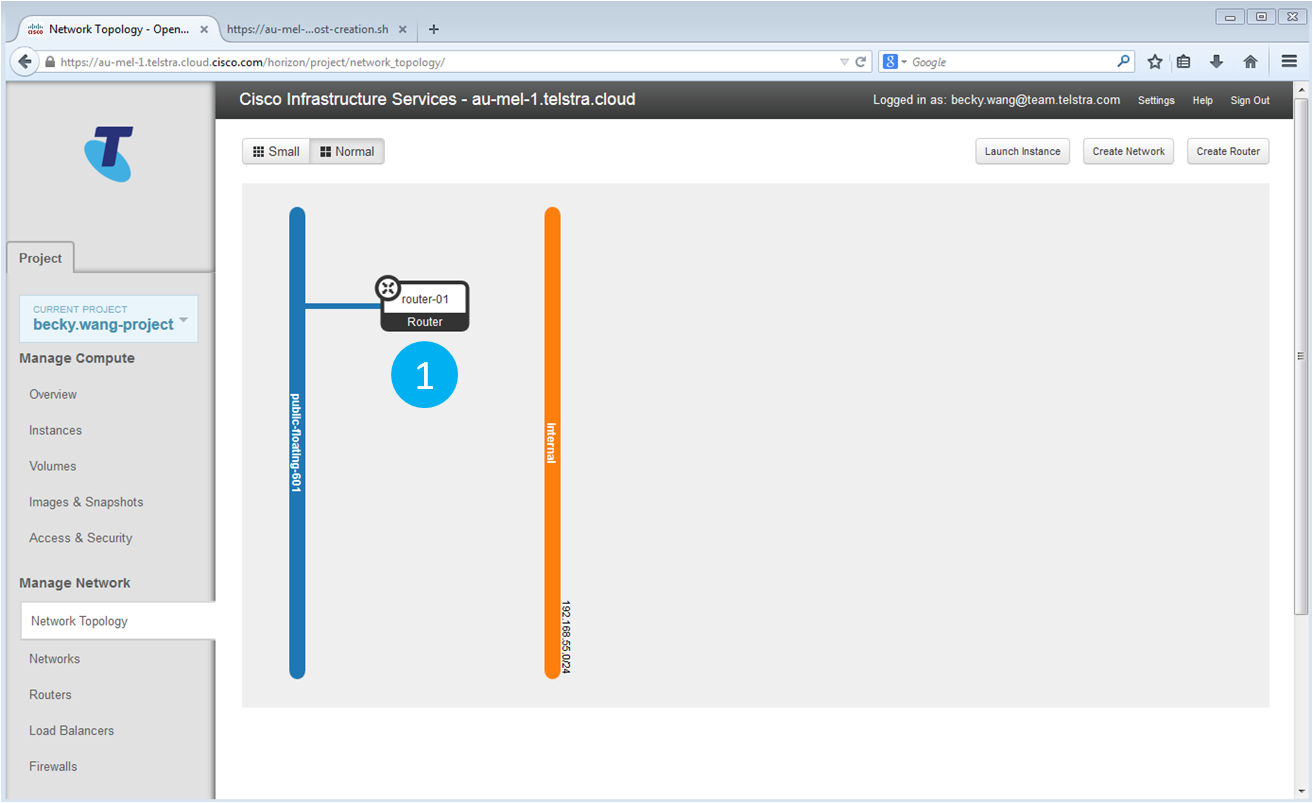 Network Topology - Open...
https://au-mel-...ost-creation.sh
https://au-mel-1.telstra.cloud.cisco.com/horizon/project/network_topology/
Google
Cisco Infrastructure Services - au-mel-1.telstra.cloud
Logged in as: becky.wang@team.telstra.com
Settings
Help
Sign Out
Small
Normal
Launch Instance
Create Network
Create Router
Project
CURRENT PROJECT
becky.wang-project
Manage Compute
Overview
Instances
Volumes
Images & Snapshots
Access & Security
Manage Network
Network Topology
Networks
Routers
Load Balancers
Firewalls
public-floating-601
router-01
Router
1
Internal
192.168.55.0/24